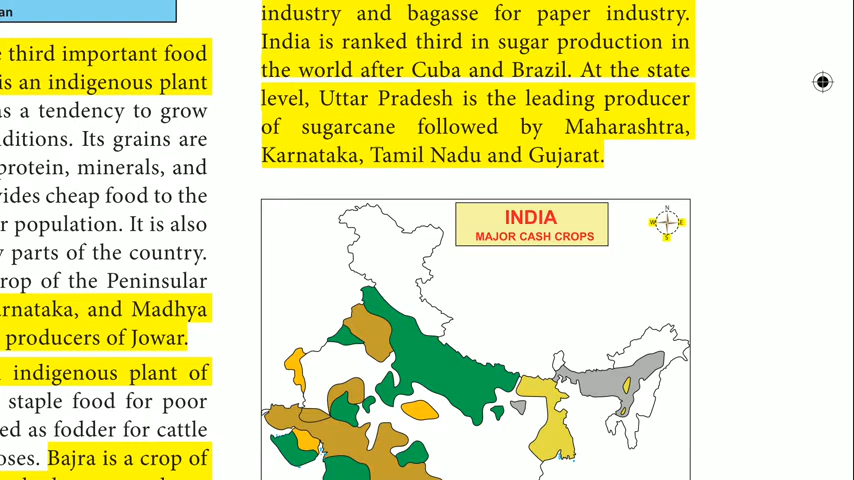 an
third important food
is an indigenous plant
as a tendency to grow
ditions. Its grains are
protein, minerals, and
vides cheap food to the
r population. It is also
y parts of the country.
rop of the Peninsular
rnataka, and Madhya
producers of Jowar.
indigenous plant of
staple food for poor
ed as fodder for cattle
oses. Bajra is a crop of
industry and bagasse for paper industry.
India is ranked third in sugar production in
the world after Cuba and Brazil. At the state
level, Uttar Pradesh is the leading producer
of sugarcane followed by Maharashtra,
Karnataka, Tamil Nadu and Gujarat.
INDIA
MAJOR CASH CROPS
N
W E
S